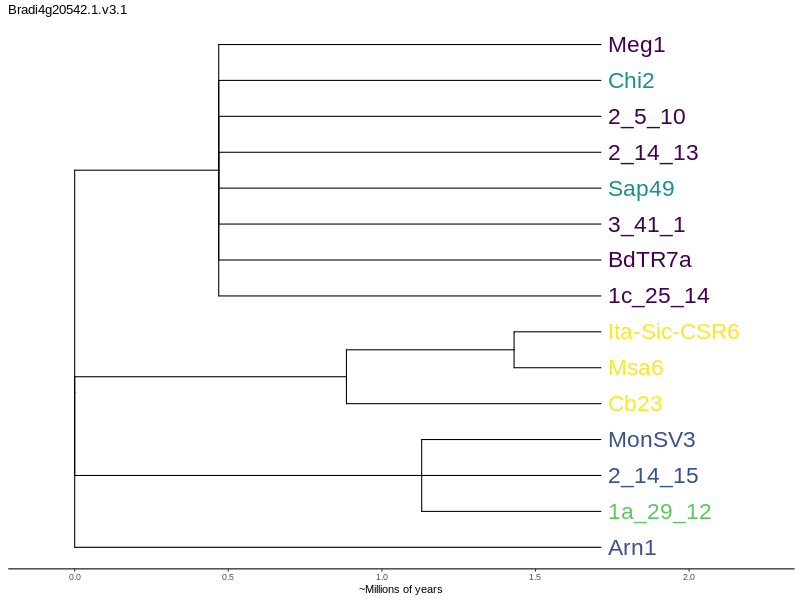 Bradi4g20542.1.v3.1
Meg1
Chi2
2_5_10
2_14_13
Sap49
3_41_1
BdTR7a
1c_25_14
Ita-Sic-CSR6
Msa6
Cb23
MonSV3
2_14_15
1a_29_12
Arn1
0.0 0.5 1.0 1.5 2.0
~Millions of years